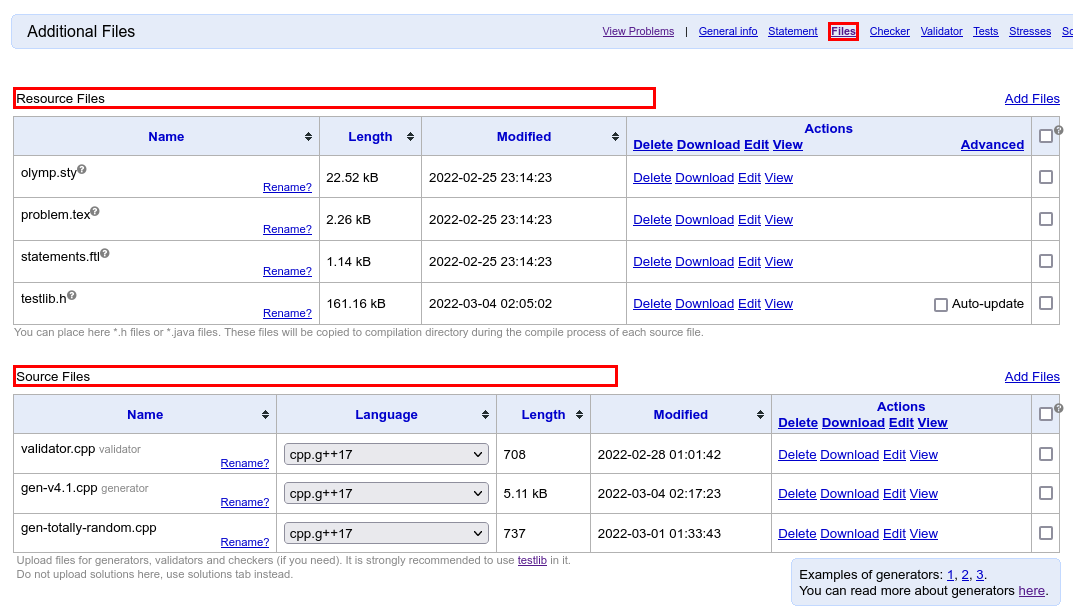 Additional Files
View Problems | General info Statement Files Checker Validator Tests Stresses
Resource Files
Add Files
Name Length Modified Actions
Delete Download Edit View Advanced
?
olymp.sty? Rename? 22.52 kB 2022-02-25 23:14:23 Delete Download Edit View
problem.tex? Rename? 2.26 kB 2022-02-25 23:14:23 Delete Download Edit View
statements.ftl? Rename? 1.14 kB 2022-02-25 23:14:23 Delete Download Edit View
testlib.h? Rename? 161.16 kB 2022-03-04 02:05:02 Delete Download Edit View Auto-update
You can place here *.h files or *.java files. These files will be copied to compilation directory during the compile process of each source file.
Source Files
Add Files
Name Language Length Modified Actions
Delete Download Edit View
?
validator.cpp validator Rename? cpp.g++17 708 2022-02-28 01:01:42 Delete Download Edit View
gen-v4.1.cpp generator Rename? cpp.g++17 5.11 kB 2022-03-04 02:17:23 Delete Download Edit View
gen-totally-random.cpp Rename? cpp.g++17 737 2022-03-01 01:33:43 Delete Download Edit View
Upload files for generators, validators and checkers (if you need). It is strongly recommended to use testlib in it.
Do not upload solutions here, use solutions tab instead.
Examples of generators: 1, 2, 3.
You can read more about generators here.